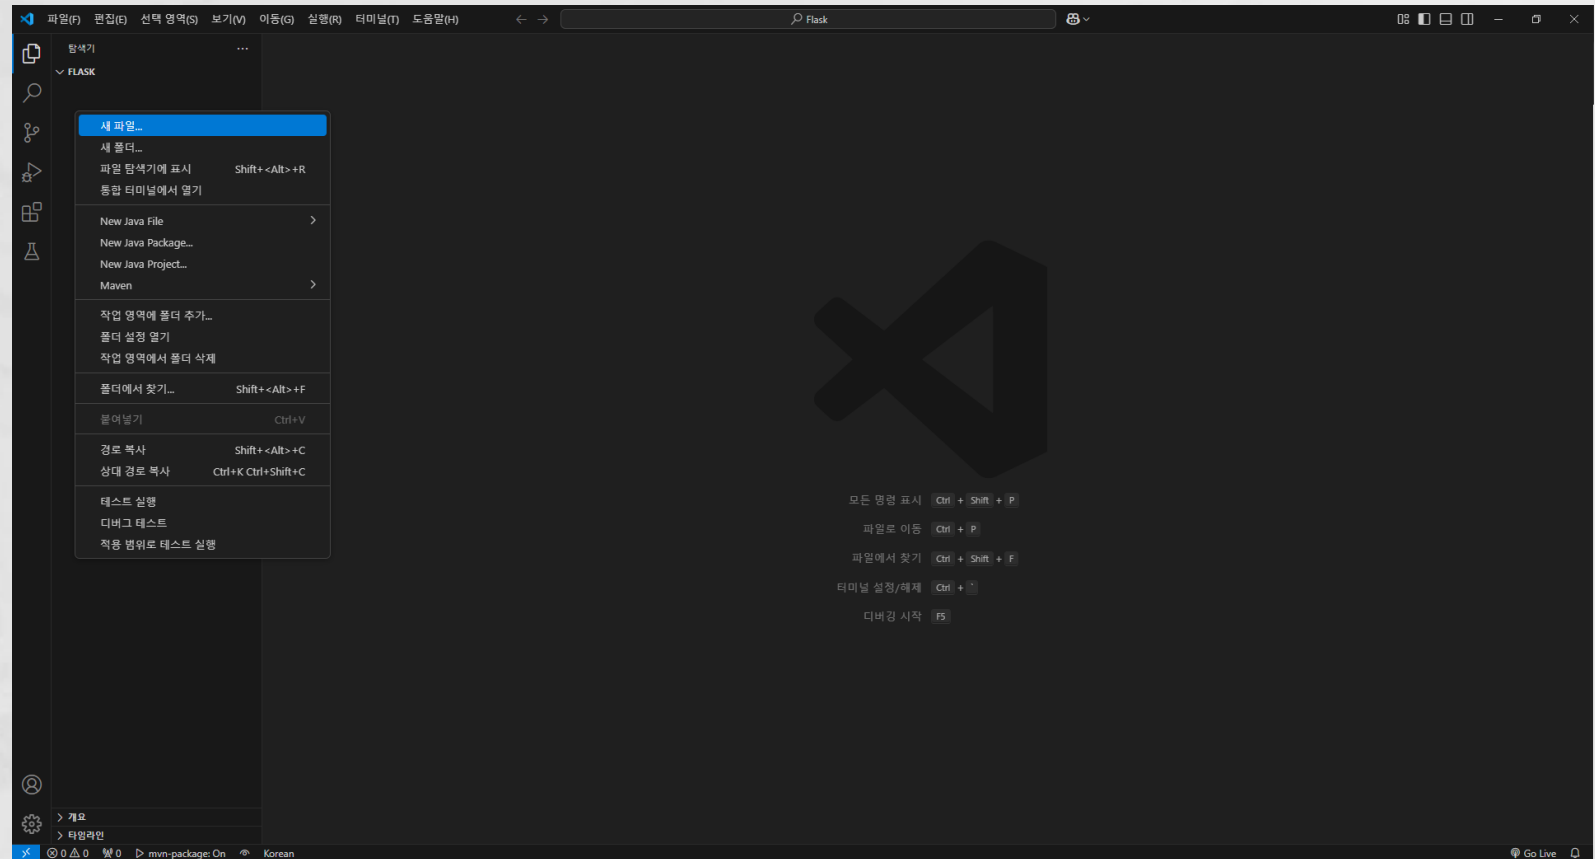 파일(F) 편집(E) 선택 영역(S) 보기(V) 이동(G) 실행(R) 터미널(T) 도움말(H) Flask
탐색기
FLASK
새 파일...
새 폴더...
파일 탐색기에 표시 Shift+<Alt>+R
통합 터미널에서 열기
New Java File
New Java Package...
New Java Project...
Maven
작업 영역에 폴더 추가...
폴더 설정 열기
작업 영역에서 폴더 삭제
폴더에서 찾기... Shift+<Alt>+F
붙여넣기 Ctrl+V
경로 복사 Shift+<Alt>+C
상대 경로 복사 Ctrl+K Ctrl+Shift+C
테스트 실행
디버그 테스트
적용 범위로 테스트 실행
모든 명령 표시 Ctrl + Shift + P
파일로 이동 Ctrl + P
파일에서 찾기 Ctrl + Shift + F
터미널 설정/해제 Ctrl + `
디버깅 시작 F5
개요
타임라인
0 0 0 mvn-package: On Korean Go Live